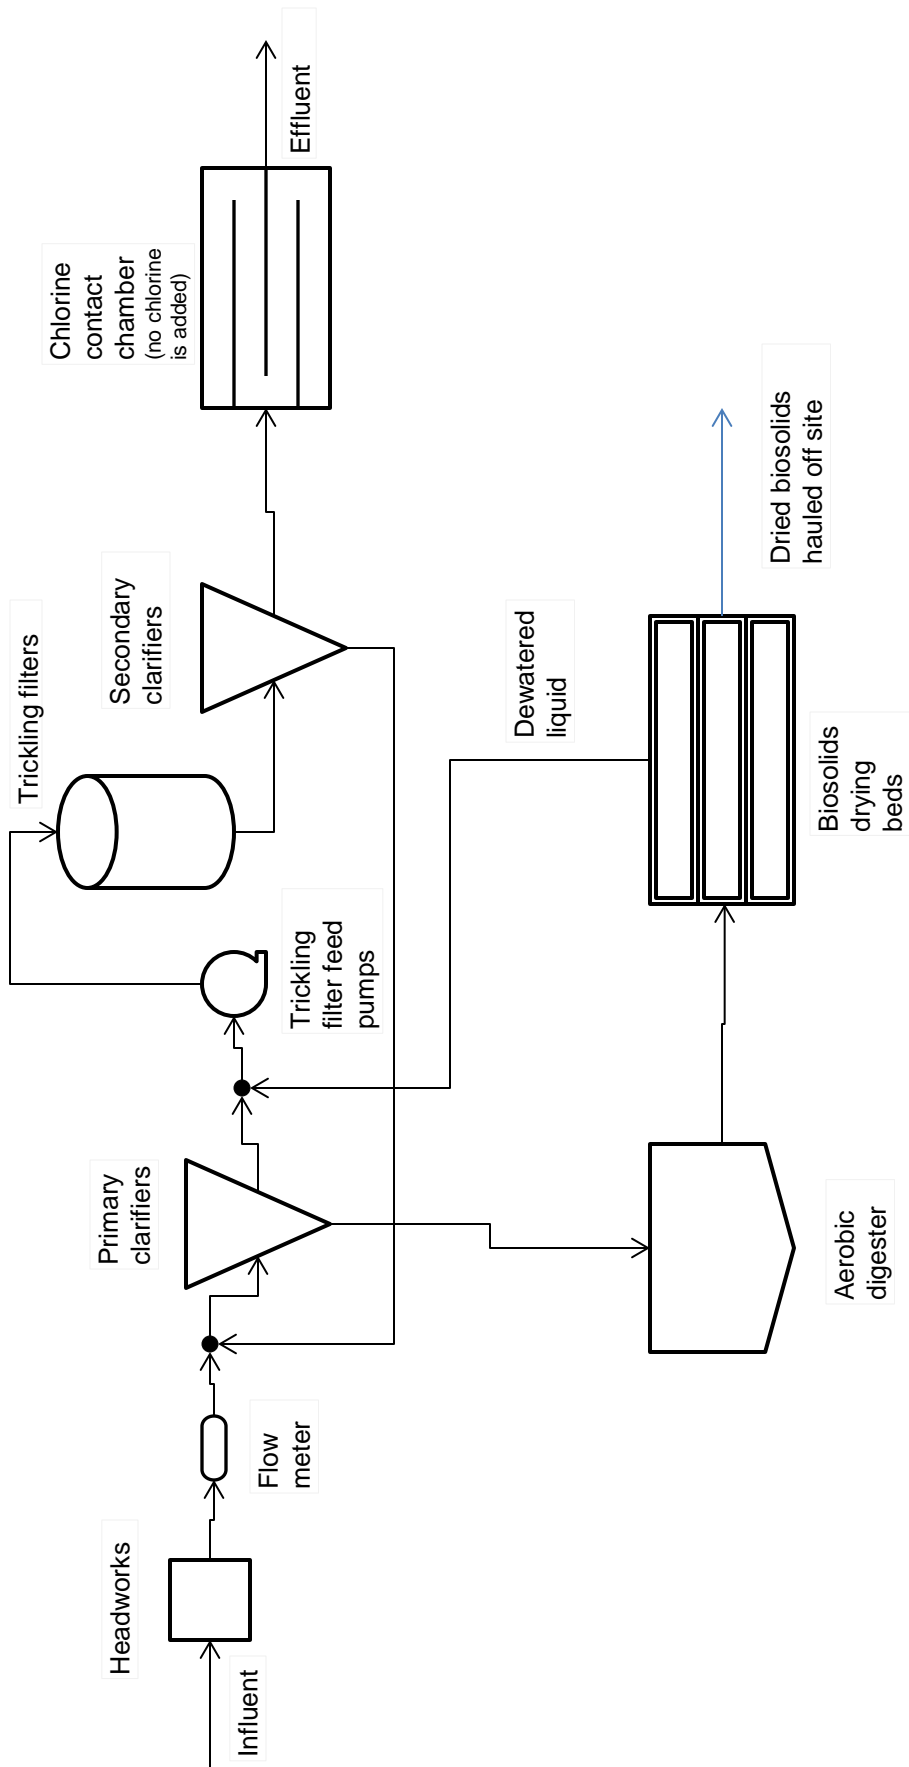 Influent
Headworks
Flow
meter
Primary
clarifiers
Trickling
filter feed
pumps
Trickling filters
Secondary
clarifiers
Chlorine
contact
chamber
(no chlorine
is added)
Effluent
Dewatered
liquid
Aerobic
digester
Biosolids
drying
beds
Dried biosolids
hauled off site